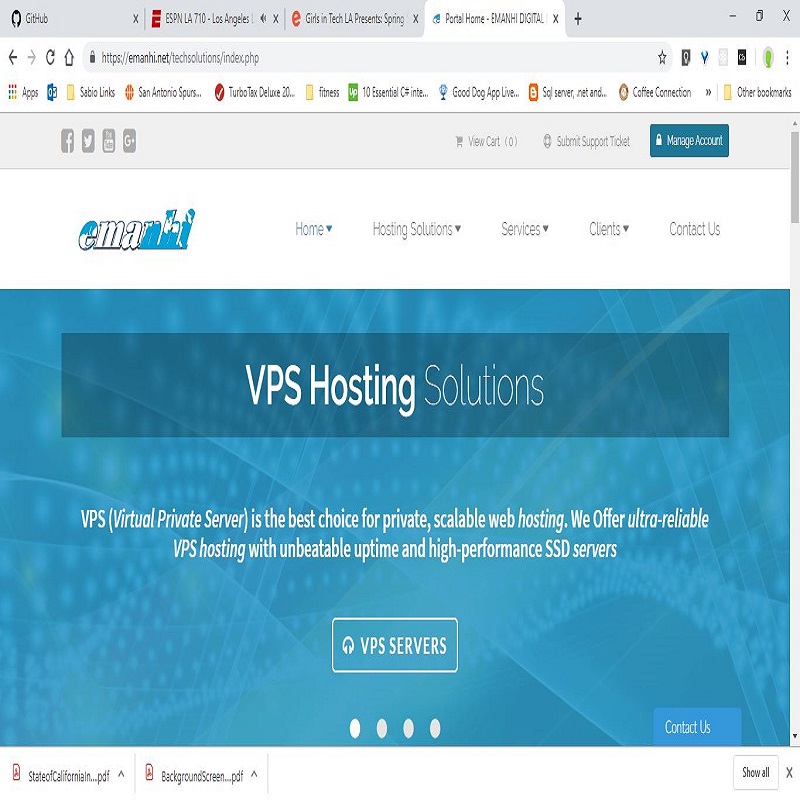 GitHub
ESPN LA 710 - Los Angeles L
Girls in Tech LA Presents: Spring
Portal Home - EMANHI DIGITAL
https://emanhi.net/techsolutions/index.php
Apps
Sabio Links
San Antonio Spurs...
TurboTax Deluxe 20...
fitness
10 Essential C# inte...
Good Dog App Live...
Sql server, .net and...
Coffee Connection
»
Other bookmarks
View Cart (0)
Submit Support Ticket
Manage Account
emanhi
Home
Hosting Solutions
Services
Clients
Contact Us
VPS Hosting Solutions
VPS (Virtual Private Server) is the best choice for private, scalable web hosting. We Offer ultra-reliable
VPS hosting with unbeatable uptime and high-performance SSD servers
VPS SERVERS
Contact Us
StateofCaliforniaIn....pdf
BackgroundScreen...pdf
Show all